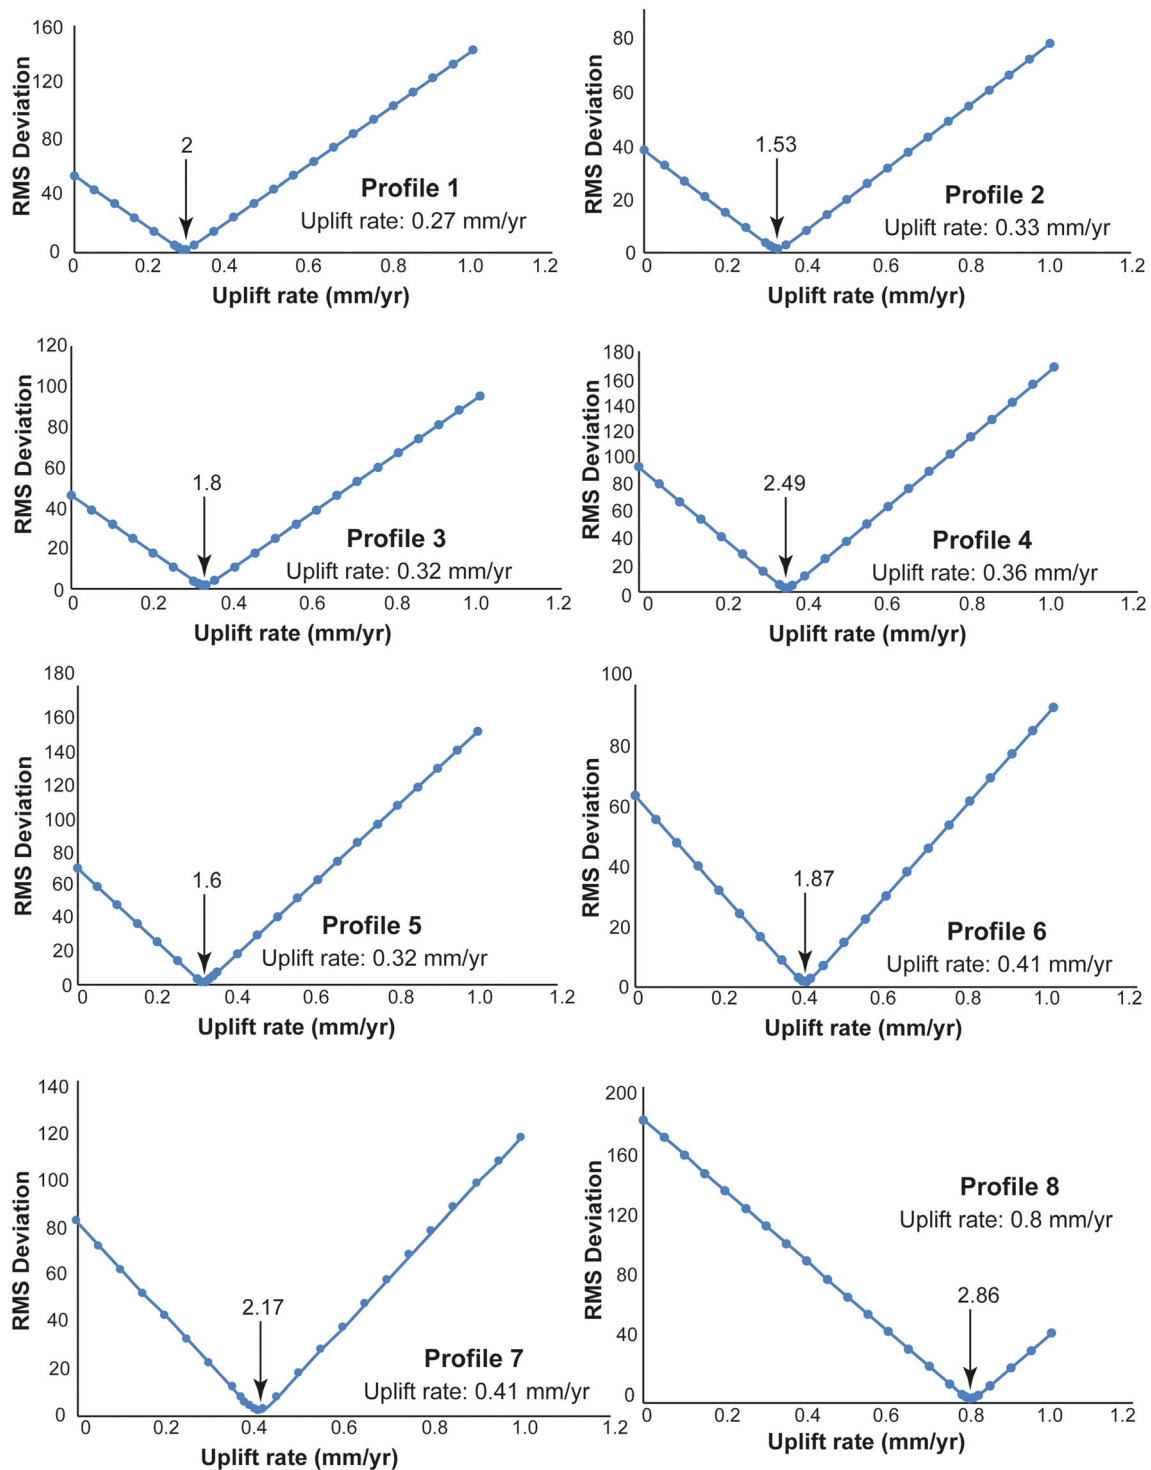 160
120
80
40
0
RMS Deviation
2
Profile 1
Uplift rate: 0.27 mm/yr
0 0.2 0.4 0.6 0.8 1.0 1.2
Uplift rate (mm/yr)
80
60
40
20
0
RMS Deviation
1.53
Profile 2
Uplift rate: 0.33 mm/yr
0 0.2 0.4 0.6 0.8 1.0 1.2
Uplift rate (mm/yr)
120
100
80
60
40
20
0
RMS Deviation
1.8
Profile 3
Uplift rate: 0.32 mm/yr
0 0.2 0.4 0.6 0.8 1.0 1.2
Uplift rate (mm/yr)
180
160
140
120
100
80
60
40
20
0
RMS Deviation
2.49
Profile 4
Uplift rate: 0.36 mm/yr
0 0.2 0.4 0.6 0.8 1.0 1.2
Uplift rate (mm/yr)
180
160
140
120
100
80
60
40
20
0
RMS Deviation
1.6
Profile 5
Uplift rate: 0.32 mm/yr
0 0.2 0.4 0.6 0.8 1.0 1.2
Uplift rate (mm/yr)
100
80
60
40
20
0
RMS Deviation
1.87
Profile 6
Uplift rate: 0.41 mm/yr
0 0.2 0.4 0.6 0.8 1.0 1.2
Uplift rate (mm/yr)
140
120
100
80
60
40
20
0
RMS Deviation
2.17
Profile 7
Uplift rate: 0.41 mm/yr
0 0.2 0.4 0.6 0.8 1.0 1.2
Uplift rate (mm/yr)
200
160
120
80
40
0
RMS Deviation
Profile 8
Uplift rate: 0.8 mm/yr
2.86
0 0.2 0.4 0.6 0.8 1.0 1.2
Uplift rate (mm/yr)